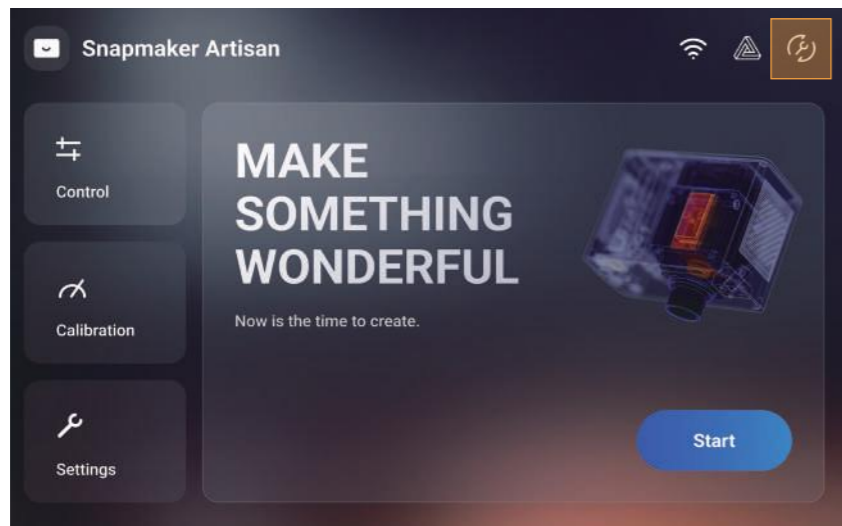 Snapmaker Artisan
Control
MAKE
SOMETHING
WONDERFUL
Now is the time to create.
Calibration
Settings
Start